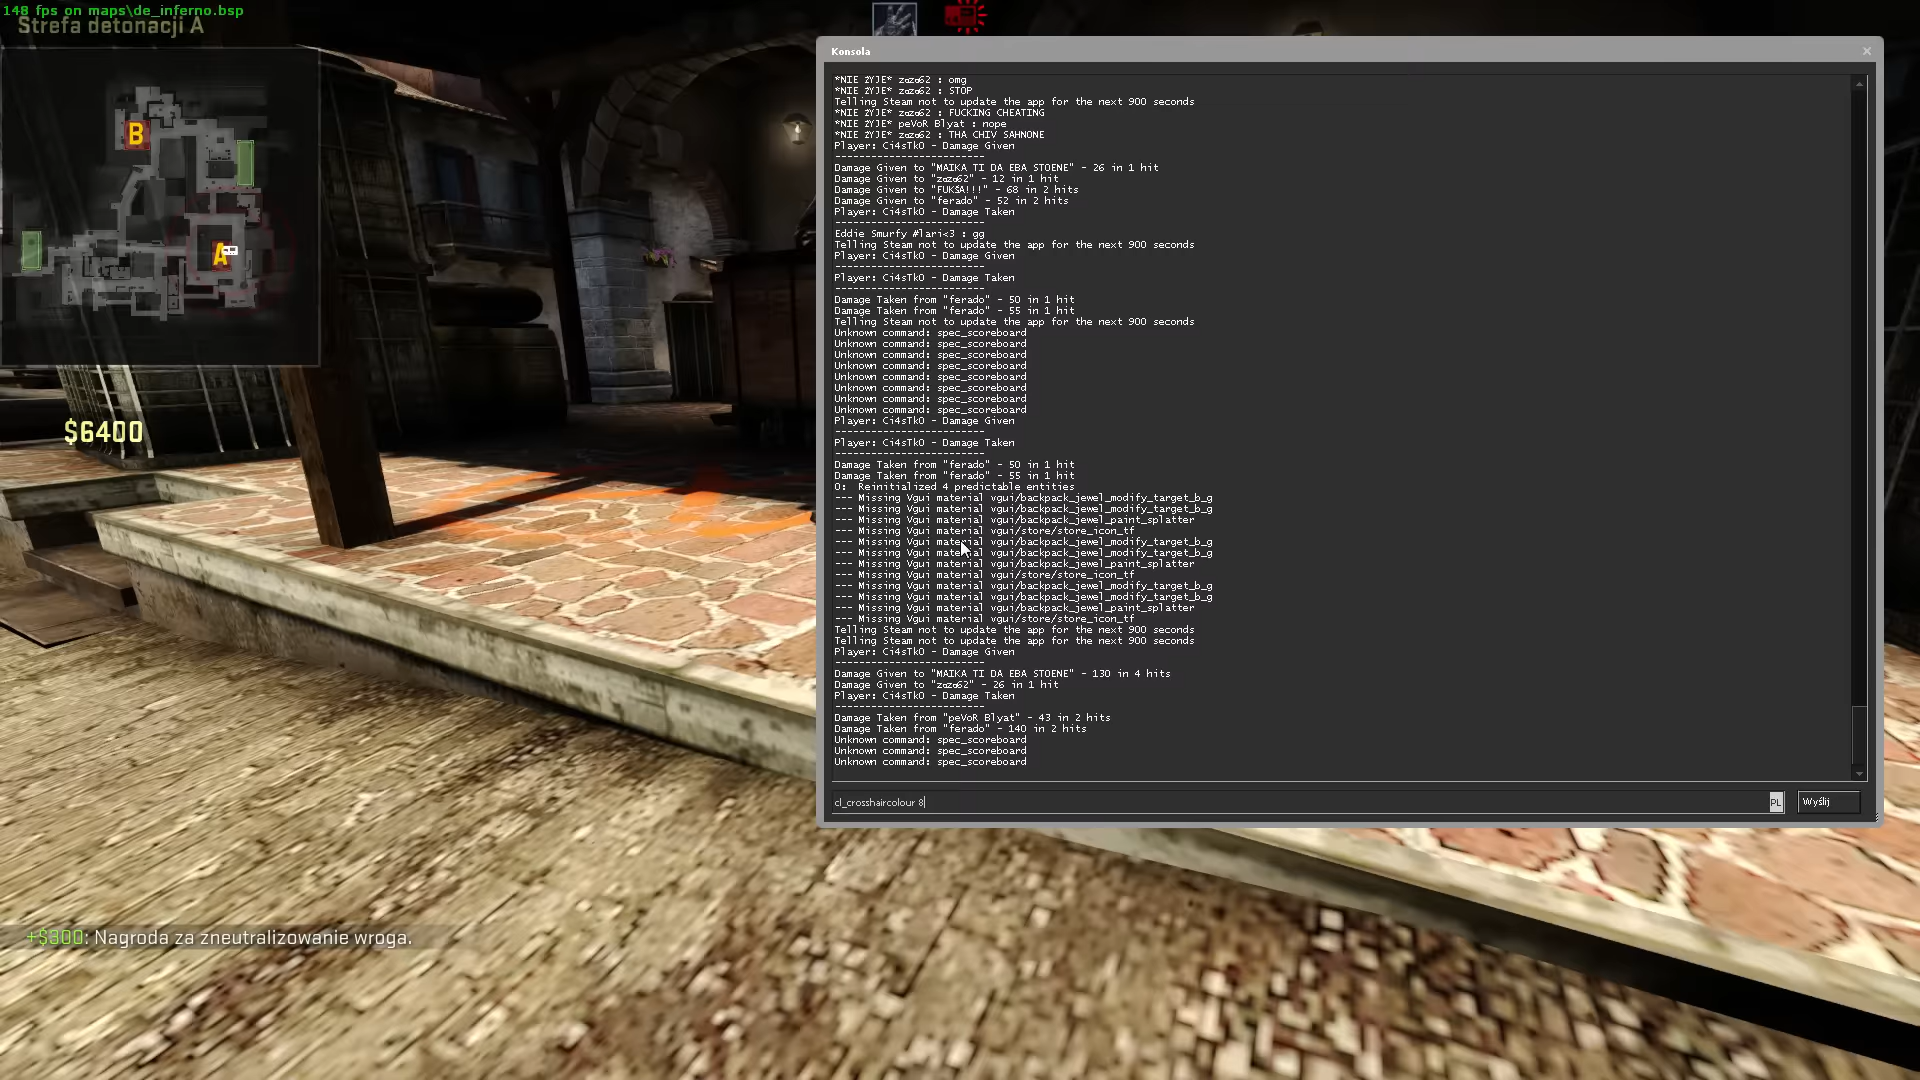 148 fps on maps\de_inferno.bsp
Strefa detonacji A
B
A
$6400
+$300: Nagroda za zneutralizowanie wroga.
Konsola
*NIE ŻYJE* zaza62 : omg
*NIE ŻYJE* zaza62 : STOP
Telling Steam not to update the app for the next 900 seconds
*NIE ŻYJE* zaza62 : FUCKING CHEATING
*NIE ŻYJE* peVoR Blyat : nope
*NIE ŻYJE* zaza62 : THA CHIV SAHNONE
Player: Ci4sTk0 - Damage Given
-------------------------
Damage Given to "MAIKA TI DA EBA STOENE" - 26 in 1 hit
Damage Given to "zaza62" - 12 in 1 hit
Damage Given to "FUKSA!!!" - 68 in 2 hits
Damage Given to "ferado" - 52 in 2 hits
Player: Ci4sTk0 - Damage Taken
-------------------------
Eddie Smurfy #lari<3 : gg
Telling Steam not to update the app for the next 900 seconds
Player: Ci4sTk0 - Damage Given
-------------------------
Player: Ci4sTk0 - Damage Taken
-------------------------
Damage Taken from "ferado" - 50 in 1 hit
Damage Taken from "ferado" - 55 in 1 hit
Telling Steam not to update the app for the next 900 seconds
Unknown command: spec_scoreboard
Unknown command: spec_scoreboard
Unknown command: spec_scoreboard
Unknown command: spec_scoreboard
Unknown command: spec_scoreboard
Unknown command: spec_scoreboard
Unknown command: spec_scoreboard
Unknown command: spec_scoreboard
Player: Ci4sTk0 - Damage Given
-------------------------
Player: Ci4sTk0 - Damage Taken
-------------------------
Damage Taken from "ferado" - 50 in 1 hit
Damage Taken from "ferado" - 55 in 1 hit
0:  Reinitialized 4 predictable entities
--- Missing Vgui material vgui/backpack_jewel_modify_target_b_g
--- Missing Vgui material vgui/backpack_jewel_modify_target_b_g
--- Missing Vgui material vgui/backpack_jewel_paint_splatter
--- Missing Vgui material vgui/store/store_icon_tf
--- Missing Vgui material vgui/backpack_jewel_modify_target_b_g
--- Missing Vgui material vgui/backpack_jewel_modify_target_b_g
--- Missing Vgui material vgui/backpack_jewel_paint_splatter
--- Missing Vgui material vgui/store/store_icon_tf
--- Missing Vgui material vgui/backpack_jewel_modify_target_b_g
--- Missing Vgui material vgui/backpack_jewel_modify_target_b_g
--- Missing Vgui material vgui/backpack_jewel_paint_splatter
--- Missing Vgui material vgui/store/store_icon_tf
Telling Steam not to update the app for the next 900 seconds
Telling Steam not to update the app for the next 900 seconds
Player: Ci4sTk0 - Damage Given
-------------------------
Damage Given to "MAIKA TI DA EBA STOENE" - 130 in 4 hits
Damage Given to "zaza62" - 26 in 1 hit
Player: Ci4sTk0 - Damage Taken
-------------------------
Damage Taken from "peVoR Blyat" - 43 in 2 hits
Damage Taken from "ferado" - 140 in 2 hits
Unknown command: spec_scoreboard
Unknown command: spec_scoreboard
Unknown command: spec_scoreboard
cl_crosshaircolour 8
PL
Wyślij